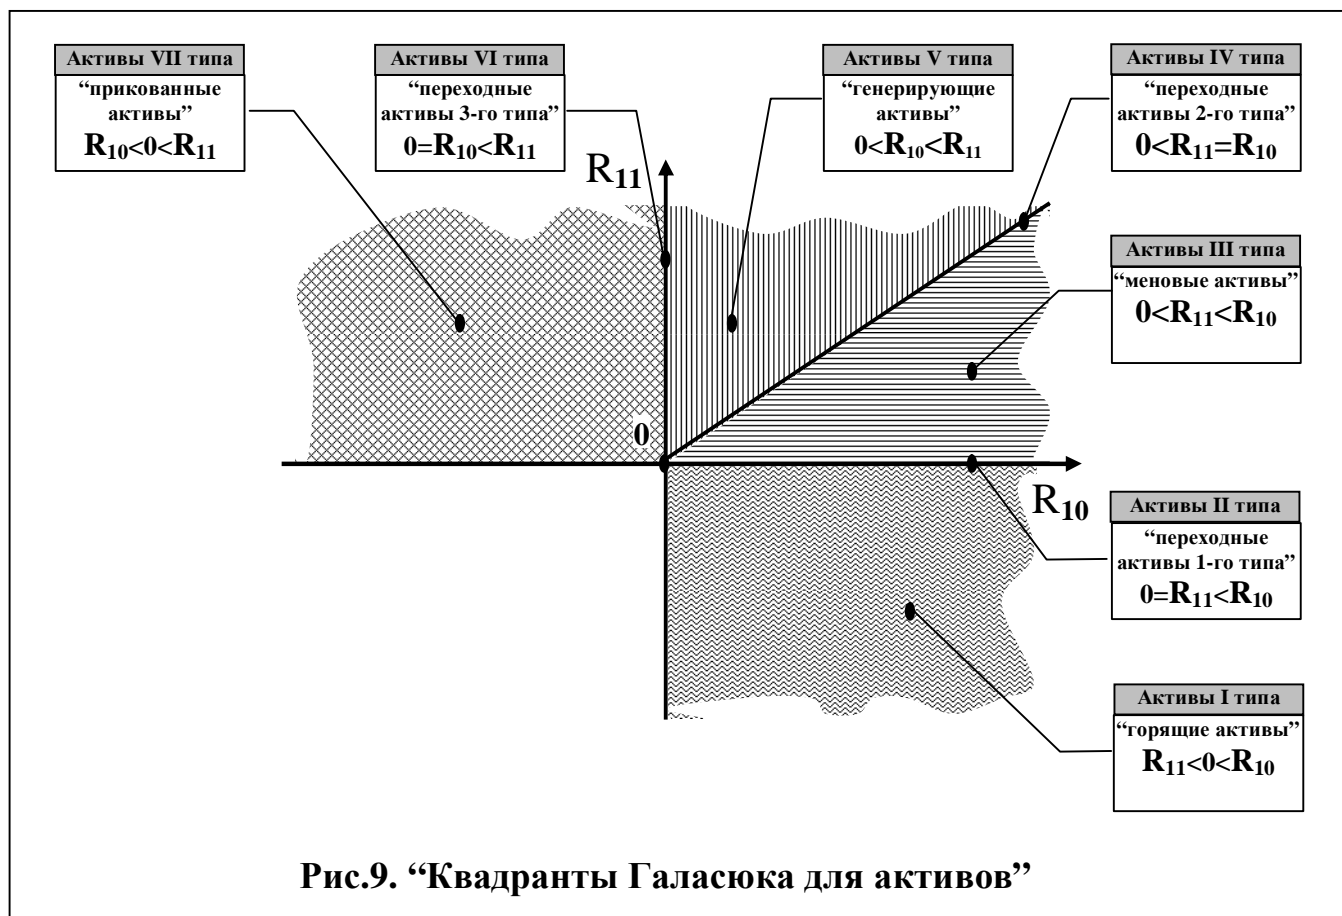 Активы VII типа
“прикованные
активы”
R₁₀<0<R₁₁
Активы VI типа
“переходные
активы 3-го типа”
0=R₁₀<R₁₁
Активы V типа
“генерирующие
активы”
0<R₁₀<R₁₁
Активы IV типа
“переходные
активы 2-го типа”
0<R₁₁=R₁₀
R₁₁
Активы III типа
“меновые активы”
0<R₁₁<R₁₀
0
R₁₀
Активы II типа
“переходные
активы 1-го типа”
0=R₁₁<R₁₀
Активы I типа
“горящие активы”
R₁₁<0<R₁₀
Рис.9. “Квадранты Галасюка для активов”